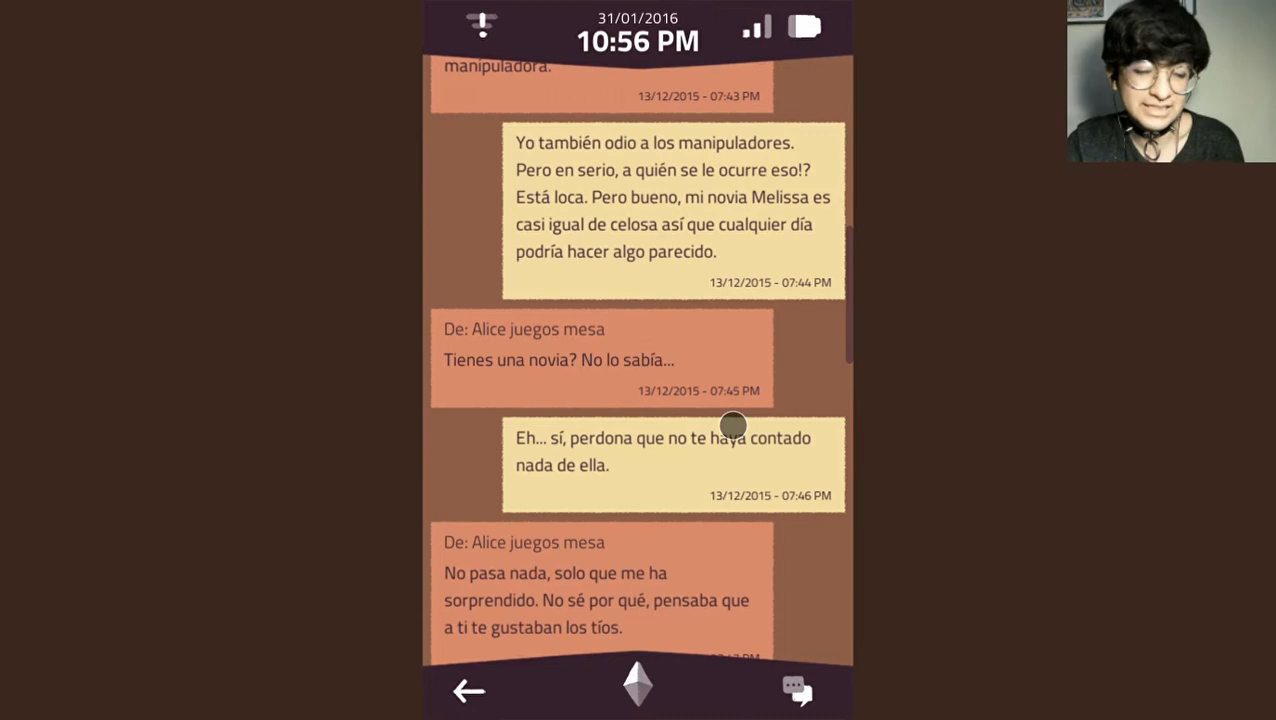 31/01/2016
10:56 PM
manipuladora.
13/12/2015 - 07:43 PM
Yo también odio a los manipuladores.
Pero en serio, a quién se le ocurre eso!?
Está loca. Pero bueno, mi novia Melissa es
casi igual de celosa así que cualquier día
podría hacer algo parecido.
13/12/2015 - 07:44 PM
De: Alice juegos mesa
Tienes una novia? No lo sabía...
13/12/2015 - 07:45 PM
Eh... sí, perdona que no te haya contado
nada de ella.
13/12/2015 - 07:46 PM
De: Alice juegos mesa
No pasa nada, solo que me ha
sorprendido. No sé por qué, pensaba que
a ti te gustaban los tíos.